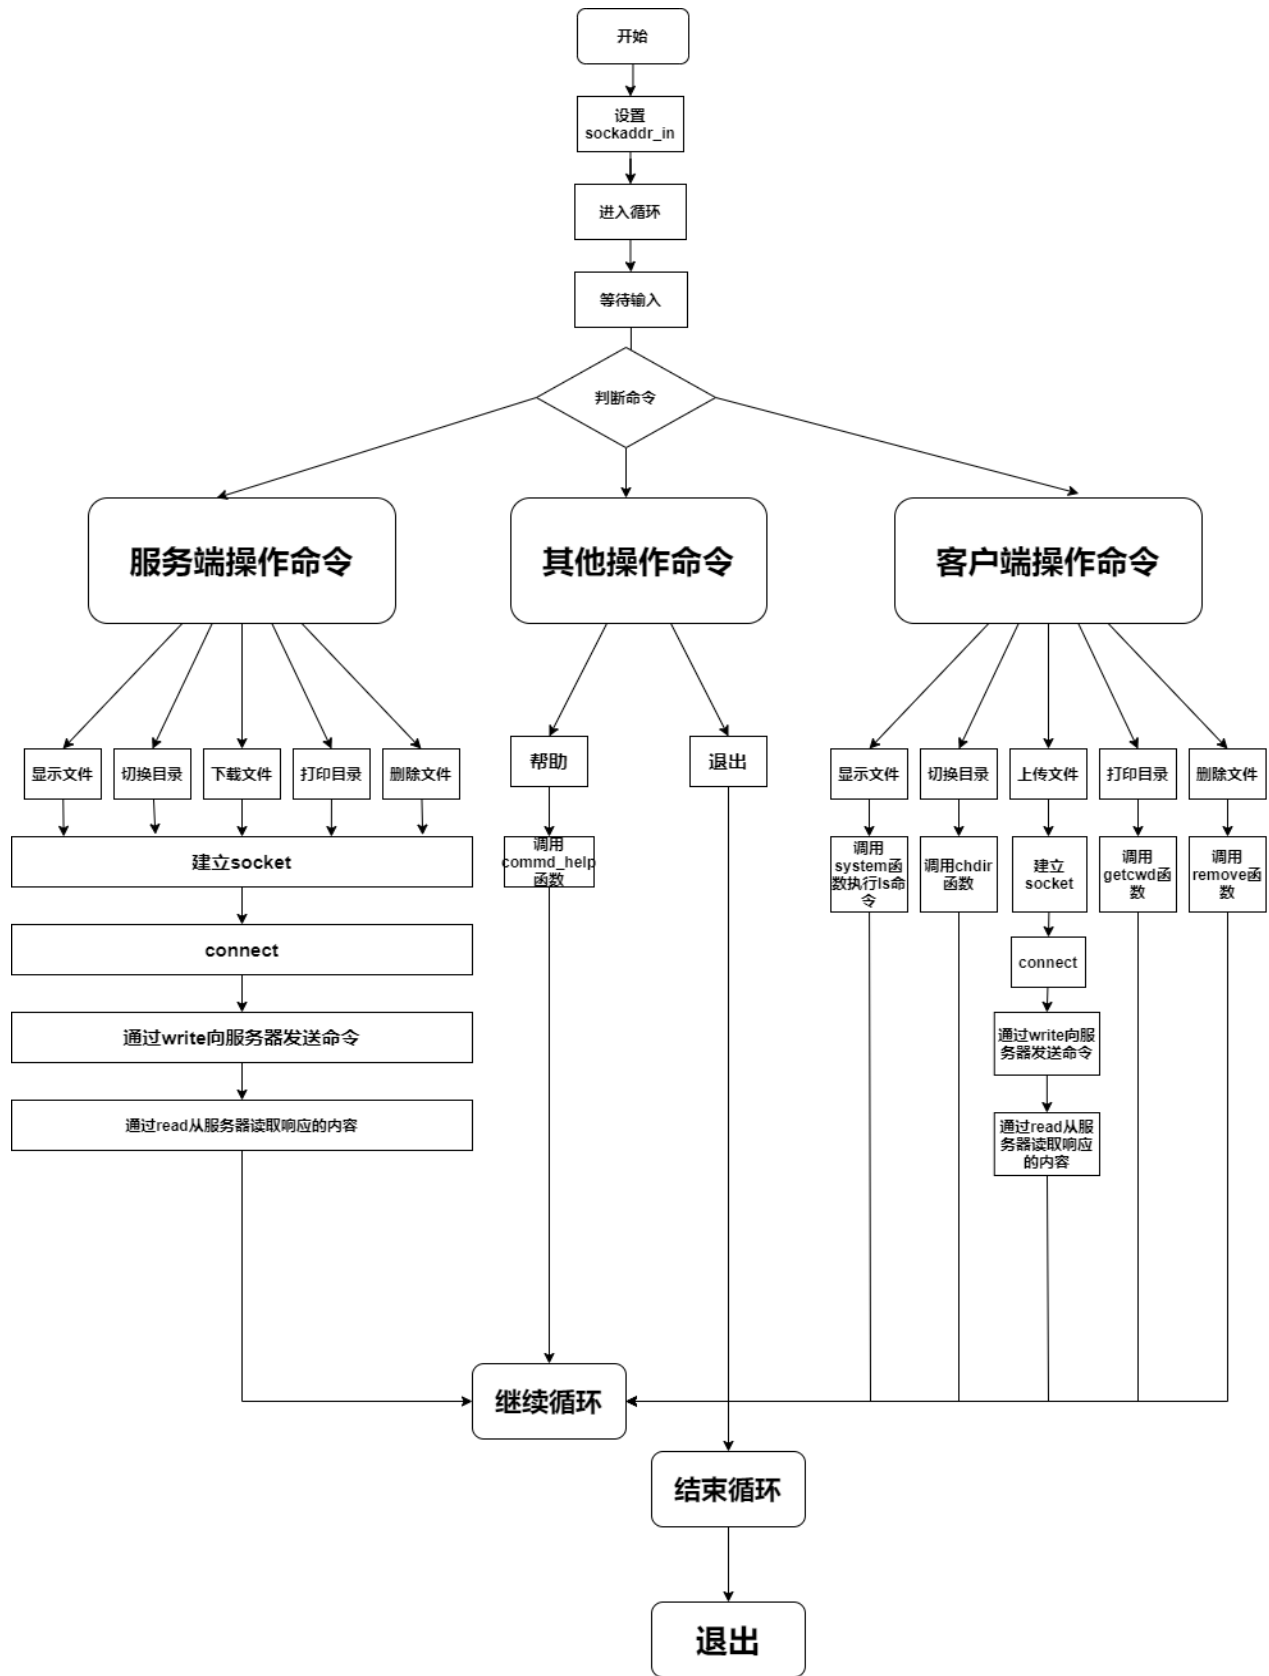 开始
设置
sockaddr_in
进入循环
等待输入
判断命令
服务端操作命令
其他操作命令
客户端操作命令
显示文件
切换目录
下载文件
打印目录
删除文件
帮助
退出
显示文件
切换目录
上传文件
打印目录
删除文件
建立socket
调用
commd_help
函数
调用
system函
数执行ls命
令
调用chdir
函数
建立
socket
调用
getcwd函
数
调用
remove函
数
connect
connect
通过write向服务器发送命令
通过write向服
务器发送命令
通过read从服务器读取响应的内容
通过read从服
务器读取响应
的内容
继续循环
结束循环
退出